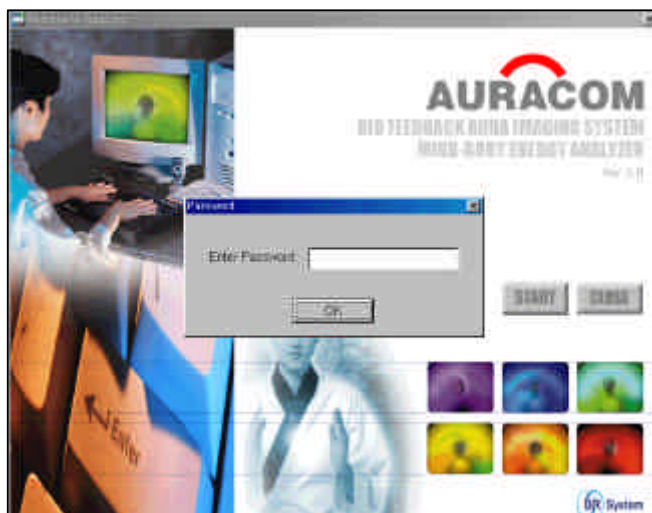 AURACOM
BIO FEEDBACK AURA IMAGING SYSTEM
MIND-BODY ENERGY ANALYZER
Password
Enter Password
OK
START
CLOSE
Enter
System